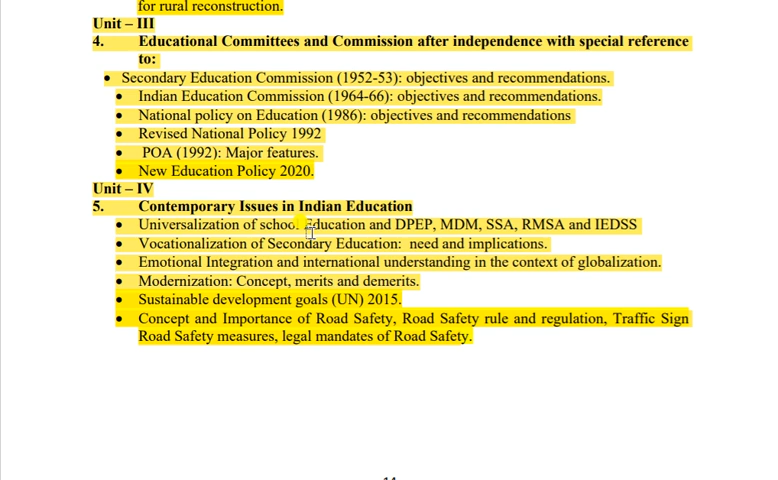 for rural reconstruction.
Unit – III
4. Educational Committees and Commission after independence with special reference
to:
• Secondary Education Commission (1952-53): objectives and recommendations.
• Indian Education Commission (1964-66): objectives and recommendations.
• National policy on Education (1986): objectives and recommendations
• Revised National Policy 1992
• POA (1992): Major features.
• New Education Policy 2020.
Unit – IV
5. Contemporary Issues in Indian Education
• Universalization of school Education and DPEP, MDM, SSA, RMSA and IEDSS
• Vocationalization of Secondary Education: need and implications.
• Emotional Integration and international understanding in the context of globalization.
• Modernization: Concept, merits and demerits.
• Sustainable development goals (UN) 2015.
• Concept and Importance of Road Safety, Road Safety rule and regulation, Traffic Sign
Road Safety measures, legal mandates of Road Safety.